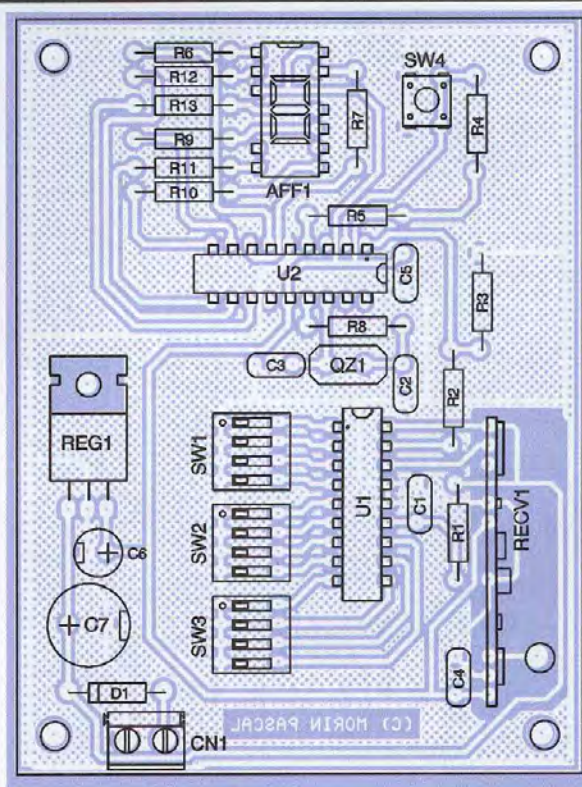 R6
SW4
R12
R13
R7
R4
R9
R11
R10
AFF1
R5
U2
C5
R3
R8
C3
QZ1
C2
R2
REG1
SW1
U1
C1
R1
RECV1
SW2
C6
C7
SW3
C4
D1
(C) MORIN PASCAL
CN1